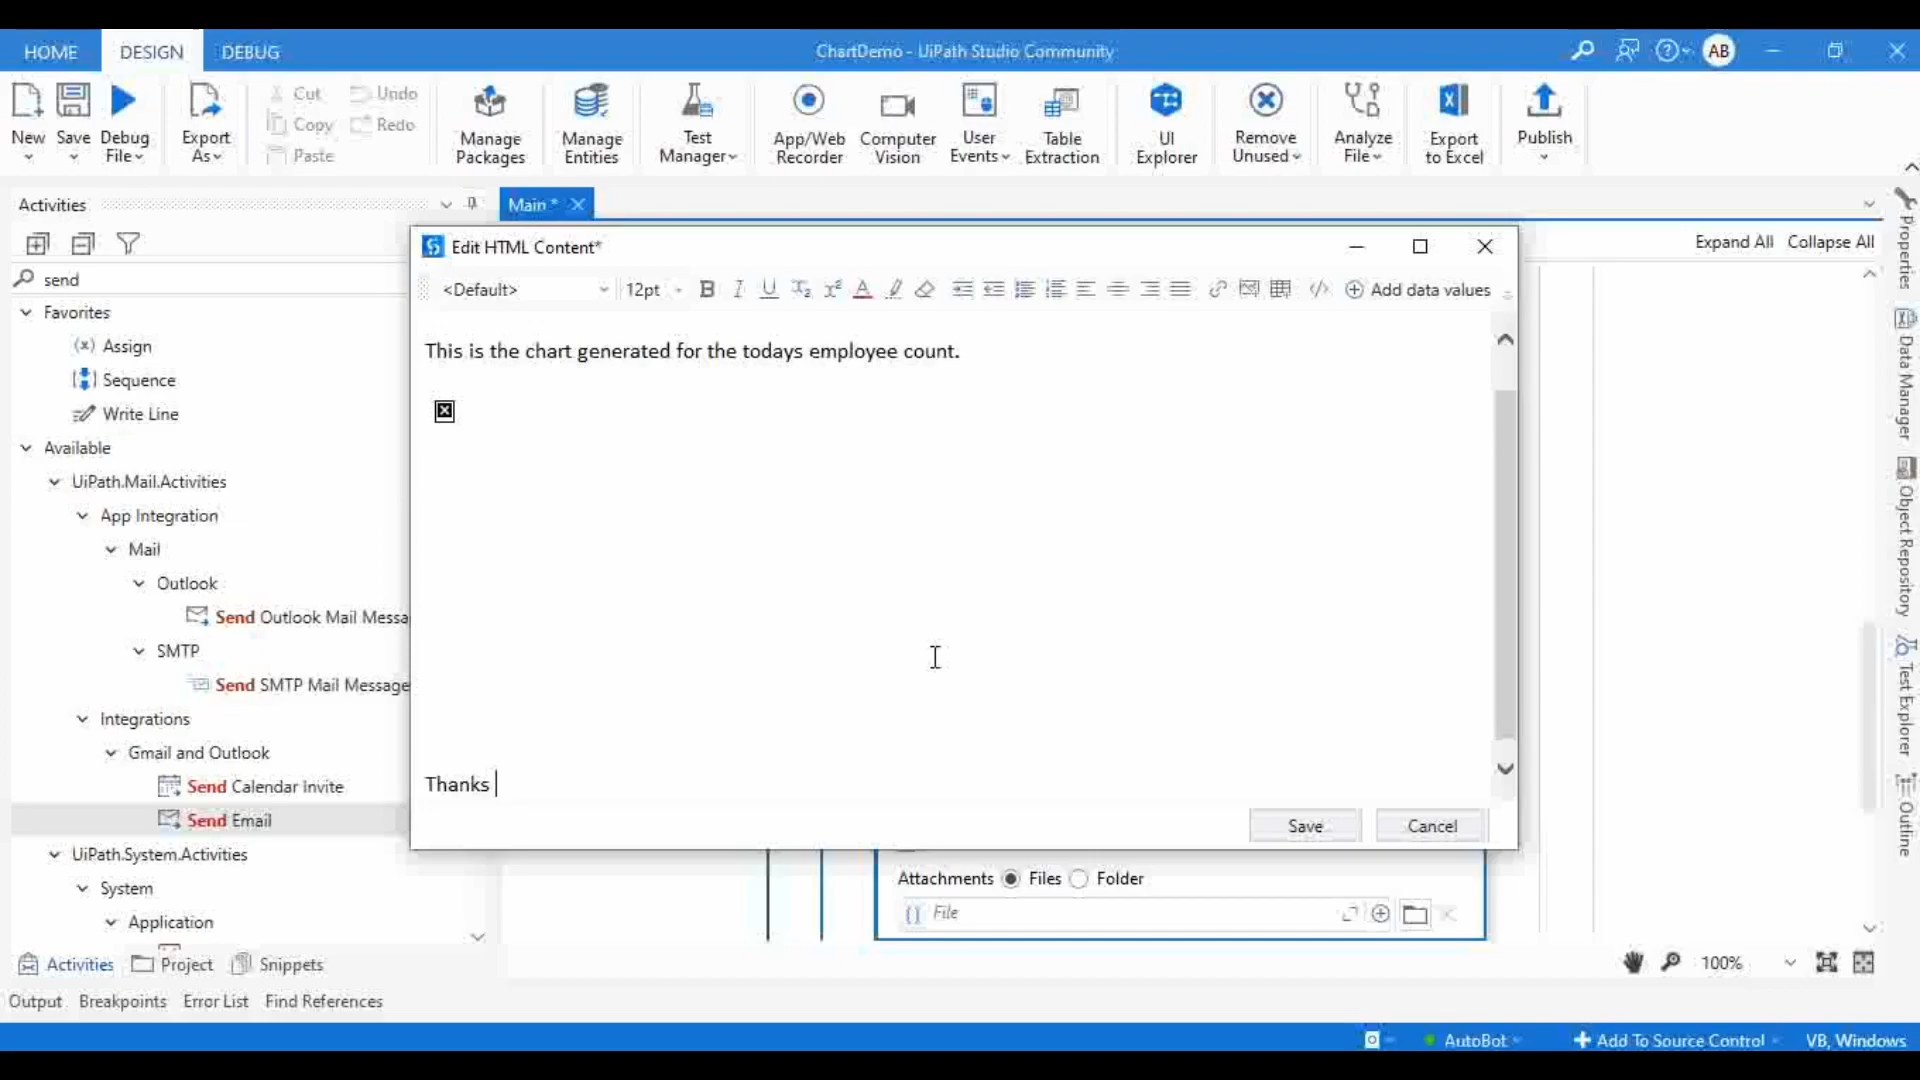 HOME DESIGN DEBUG ChartDemo - UiPath Studio Community AB
New Save Debug File Export As Cut Copy Paste Undo Redo Manage Packages Manage Entities Test Manager App/Web Recorder Computer Vision User Events Table Extraction UI Explorer Remove Unused Analyze File Export to Excel Publish
Activities
Main *
Expand All Collapse All
send
Edit HTML Content*
<Default> 12pt Add data values
Favorites
Assign
Sequence
Write Line
Available
UiPath.Mail.Activities
App Integration
Mail
Outlook
Send Outlook Mail Messa
SMTP
Send SMTP Mail Message
Integrations
Gmail and Outlook
Send Calendar Invite
Send Email
UiPath.System.Activities
System
Application
This is the chart generated for the todays employee count.
Thanks
Save Cancel
Attachments Files Folder
File
Properties
Data Manager
Object Repository
Test Explorer
Outline
Activities Project Snippets
100%
Output Breakpoints Error List Find References
AutoBot Add To Source Control VB, Windows